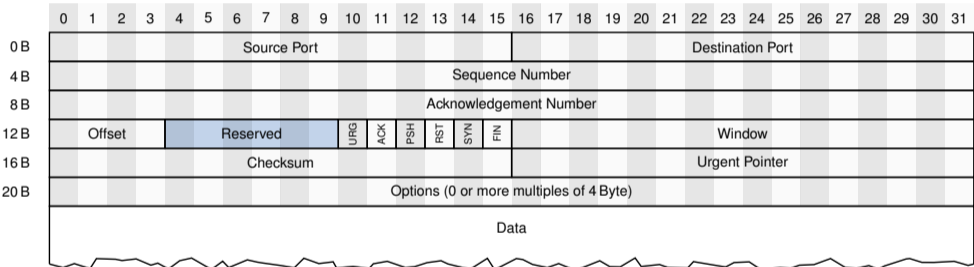 0 1 2 3 4 5 6 7 8 9 10 11 12 13 14 15 16 17 18 19 20 21 22 23 24 25 26 27 28 29 30 31
0 B Source Port Destination Port
4 B Sequence Number
8 B Acknowledgement Number
12 B Offset Reserved URG ACK PSH RST SYN FIN Window
16 B Checksum Urgent Pointer
20 B Options (0 or more multiples of 4 Byte)
Data